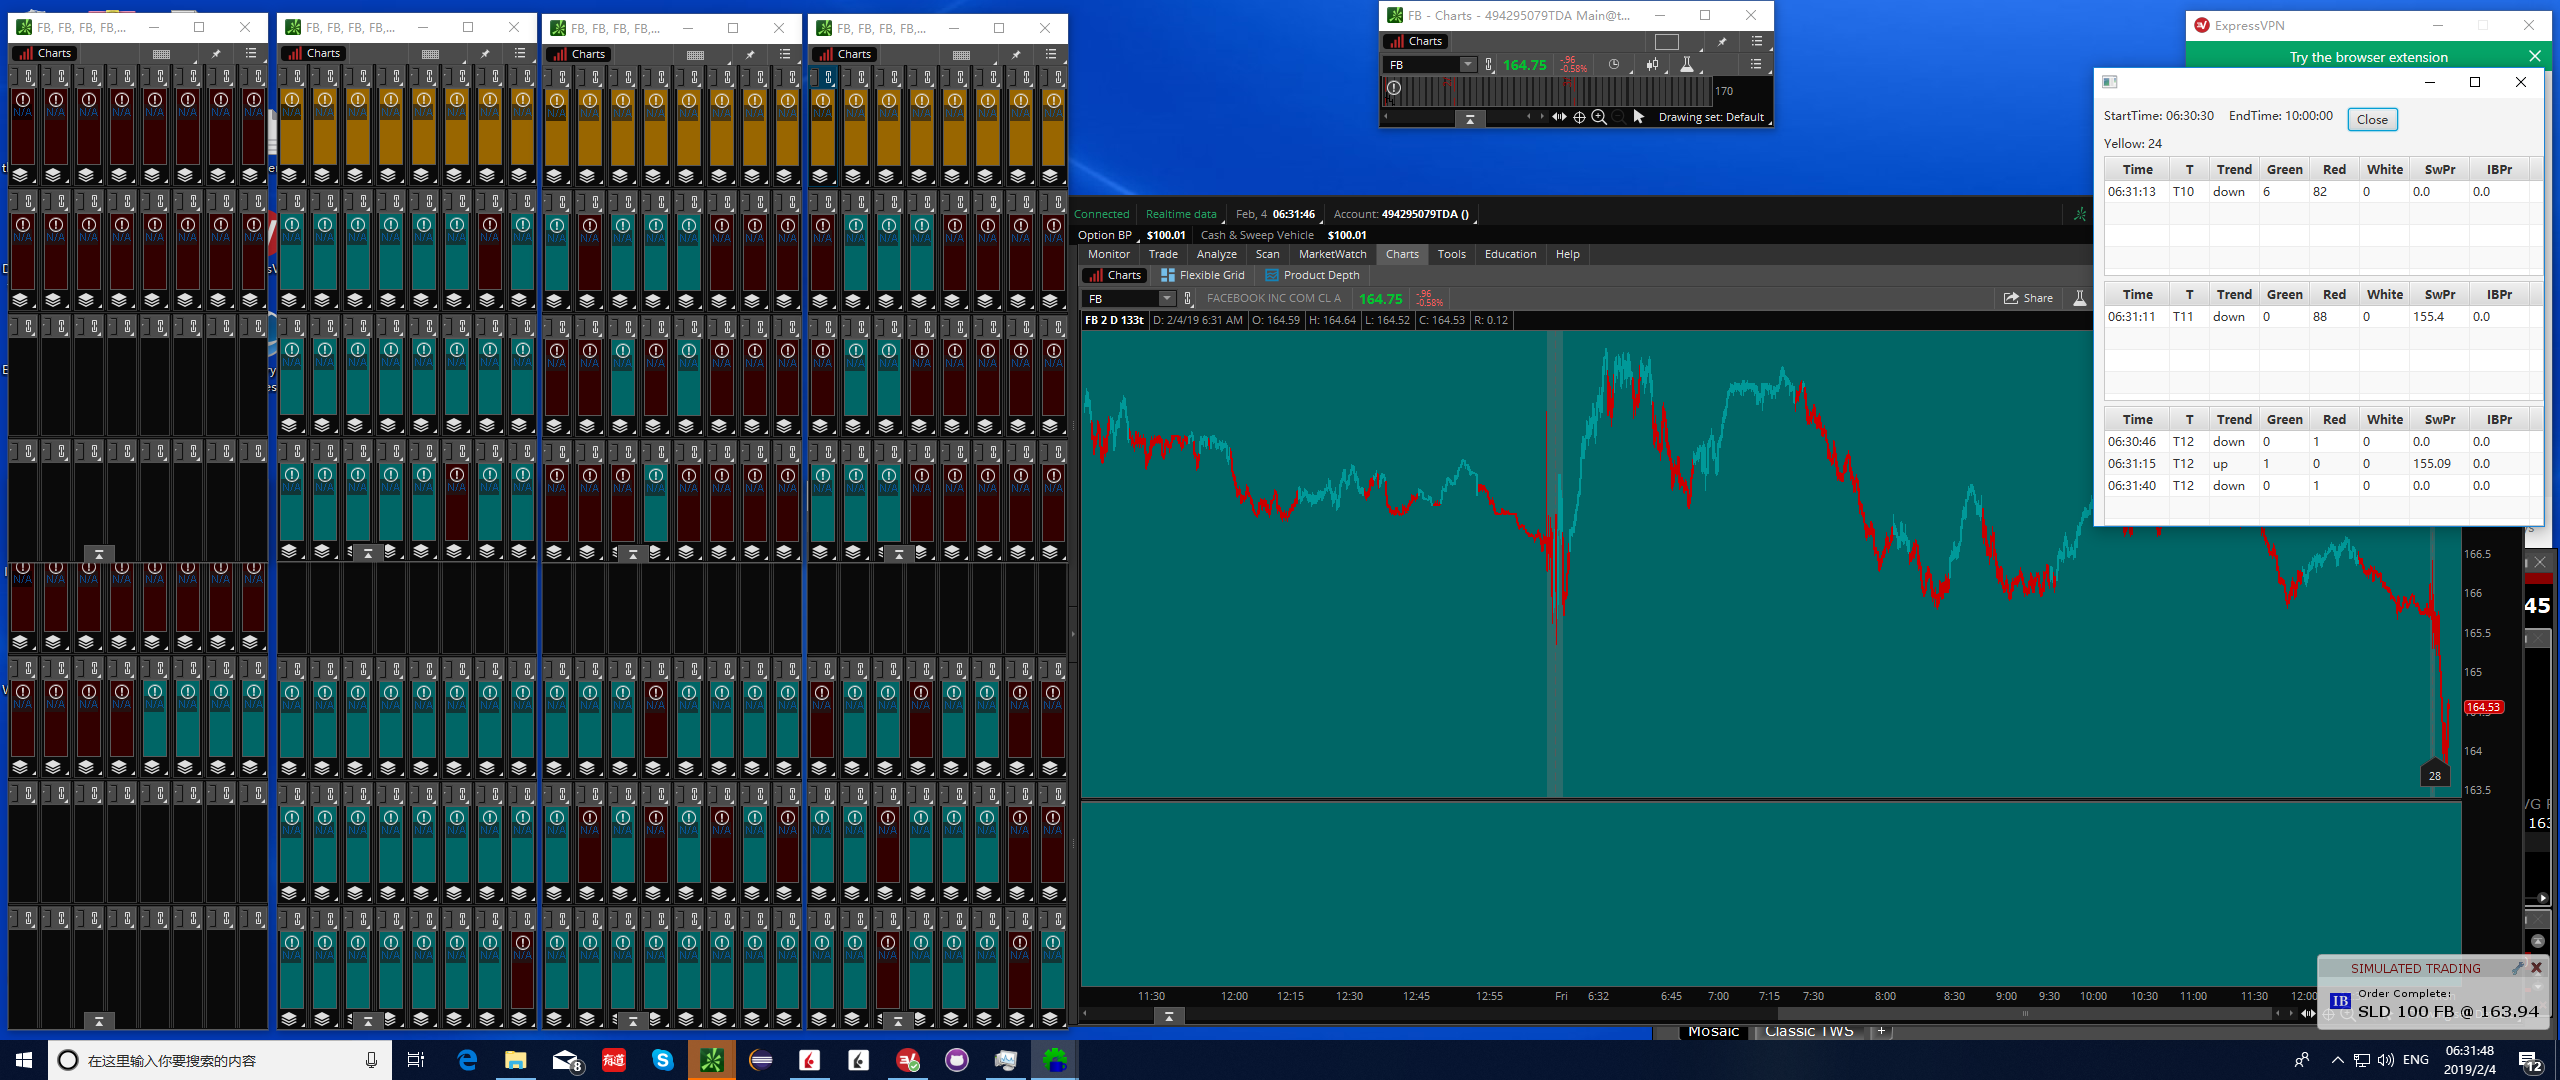 FB, FB, FB, FB,...
Charts
FB, FB, FB, FB,...
Charts
FB, FB, FB, FB,...
Charts
FB, FB, FB, FB,...
Charts
N/A N/A N/A N/A N/A N/A N/A N/A
FB - Charts - 494295079TDA Main@t...
Charts
FB
164.75
-.96
-0.58%
170
Drawing set: Default
ExpressVPN
Try the browser extension
StartTime: 06:30:30 EndTime: 10:00:00 Close
Yellow: 24
Time T Trend Green Red White SwPr IBPr
06:31:13 T10 down 6 82 0 0.0 0.0
Time T Trend Green Red White SwPr IBPr
06:31:11 T11 down 0 88 0 155.4 0.0
Time T Trend Green Red White SwPr IBPr
06:30:46 T12 down 0 1 0 0.0 0.0
06:31:15 T12 up 1 0 0 155.09 0.0
06:31:40 T12 down 0 1 0 0.0 0.0
Connected Realtime data Feb, 4 06:31:46 Account: 494295079TDA ()
Option BP $100.01 Cash & Sweep Vehicle $100.01
Monitor Trade Analyze Scan MarketWatch Charts Tools Education Help
Charts Flexible Grid Product Depth
FB FACEBOOK INC COM CL A 164.75 -.96 -0.58% Share
FB 2 D 133t D: 2/4/19 6:31 AM O: 164.59 H: 164.64 L: 164.52 C: 164.53 R: 0.12
166.5
166
165.5
165
164.53
164
163.5
28
45
163
11:30 12:00 12:15 12:30 12:45 12:55 Fri 6:32 6:45 7:00 7:15 7:30 8:00 8:30 9:00 9:30 10:00 10:30 11:00 11:30
SIMULATED TRADING
IB
Order Complete:
SLD 100 FB @ 163.94
Mosaic Classic TWS +
在这里输入你要搜索的内容
8
有道
ENG
06:31:48
2019/2/4
12